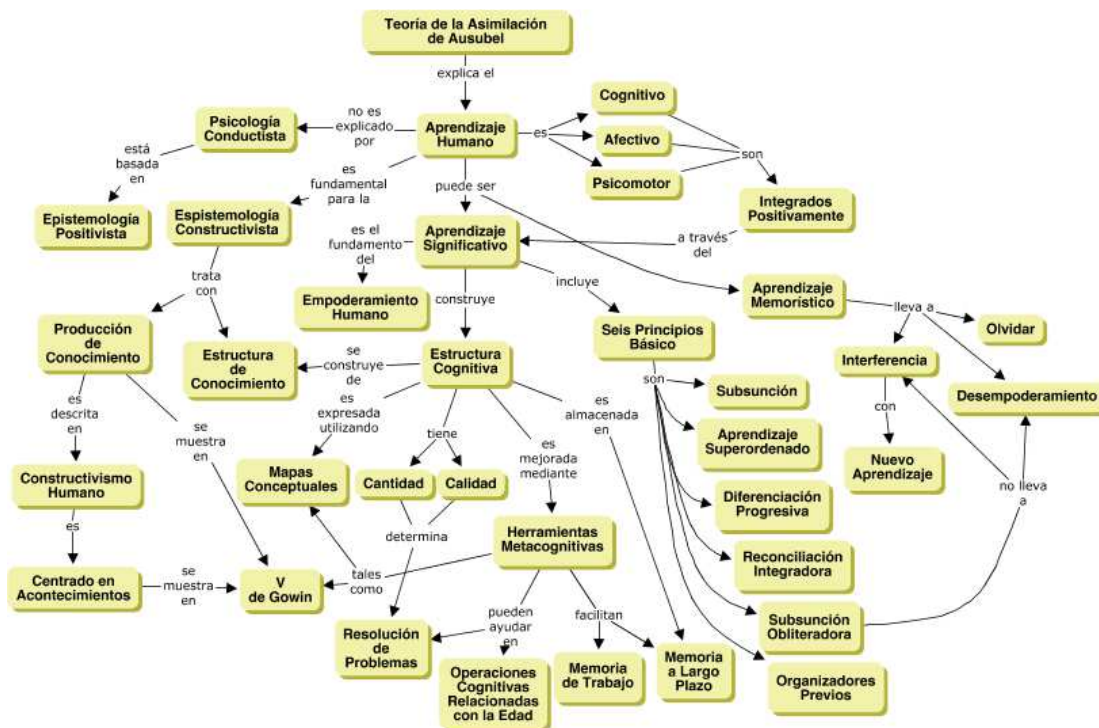 Teoría de la Asimilación
de Ausubel
explica el
Cognitivo
Psicología
Conductista
no es
explicado
por
Aprendizaje
Humano
es
Afectivo
son
está
basada
en
es
fundamental
para la
puede ser
Psicomotor
Integrados
Positivamente
Epistemología
Positivista
Espistemología
Constructivista
es el
fundamento
del
Aprendizaje
Significativo
a través
del
trata
con
Empoderamiento
Humano
construye
incluye
Aprendizaje
Memorístico
lleva a
Olvidar
Producción
de
Conocimiento
Estructura
de
Conocimiento
se
construye
de
Estructura
Cognitiva
Seis Principios
Básico
Interferencia
son
Subsunción
Desempoderamiento
es
descrita
en
se
muestra
en
es
expresada
utilizando
tiene
es
mejorada
mediante
es
almacenada
en
con
Aprendizaje
Superordenado
Nuevo
Aprendizaje
Constructivismo
Humano
Mapas
Conceptuales
Cantidad
Calidad
Diferenciación
Progresiva
no lleva
a
es
determina
Herramientas
Metacognitivas
Reconciliación
Integradora
Centrado en
Acontecimientos
se
muestra
en
V
de Gowin
tales
como
pueden
ayudar
en
facilitan
Subsunción
Obliteradora
Resolución
de
Problemas
Operaciones
Cognitivas
Relacionadas
con la Edad
Memoria
de Trabajo
Memoria
a Largo
Plazo
Organizadores
Previos